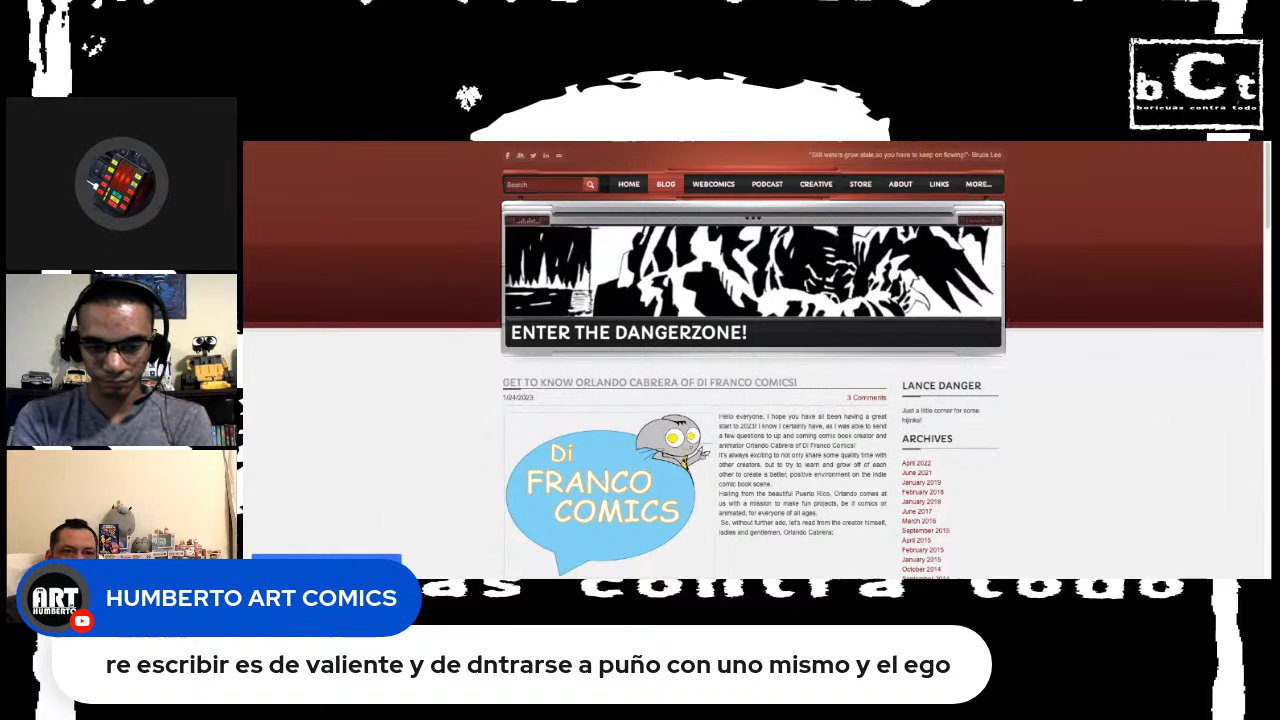 bCt
boricuas contra todo
"Still waters grow stale,so you have to keep on flowing!"- Bruce Lee
Search
HOME
BLOG
WEBCOMICS
PODCAST
CREATIVE
STORE
ABOUT
LINKS
MORE...
ENTER THE DANGERZONE!
GET TO KNOW ORLANDO CABRERA OF DI FRANCO COMICS!
1/24/2023
3 Comments
Di
FRANCO
COMICS
Hello everyone, I hope you have all been having a great
start to 2023! I know I certainly have, as I was able to send
a few questions to up and coming comic book creator and
animator Orlando Cabrera of Di Franco Comics!
It's always exciting to not only share some quality time with
other creators, but to try to learn and grow off of each
other to create a better, positive environment on the indie
comic book scene.
Hailing from the beautiful Puerto Rico, Orlando comes at
us with a mission to make fun projects, be it comics or
animated, for everyone of all ages.
So, without further ado, let's read from the creator himself,
ladies and gentlemen, Orlando Cabrera:
LANCE DANGER
Just a little corner for some
hijinks!
ARCHIVES
April 2022
June 2021
January 2019
February 2018
January 2018
June 2017
March 2016
September 2015
April 2015
February 2015
January 2015
October 2014
September 2014
as contra todo
ART
HUMBERTO
HUMBERTO ART COMICS
re escribir es de valiente y de dntrarse a puño con uno mismo y el ego